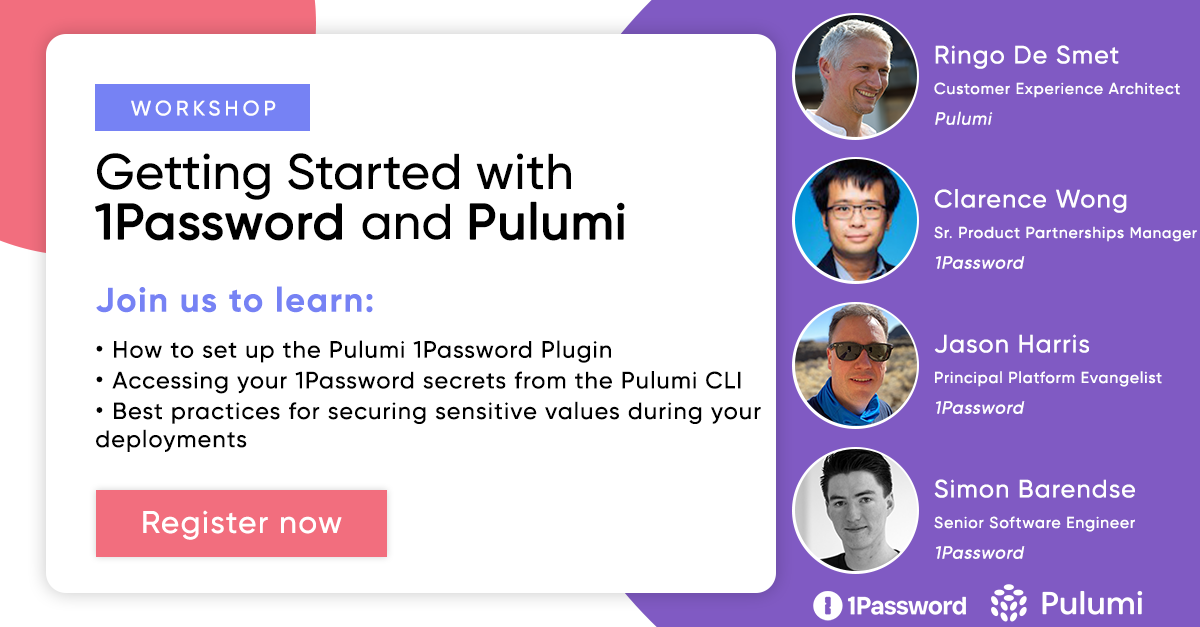 WORKSHOP
Getting Started with
1Password and Pulumi
Join us to learn:
• How to set up the Pulumi 1Password Plugin
• Accessing your 1Password secrets from the Pulumi CLI
• Best practices for securing sensitive values during your
deployments
Register now
Ringo De Smet
Customer Experience Architect
Pulumi
Clarence Wong
Sr. Product Partnerships Manager
1Password
Jason Harris
Principal Platform Evangelist
1Password
Simon Barendse
Senior Software Engineer
1Password
1Password
Pulumi